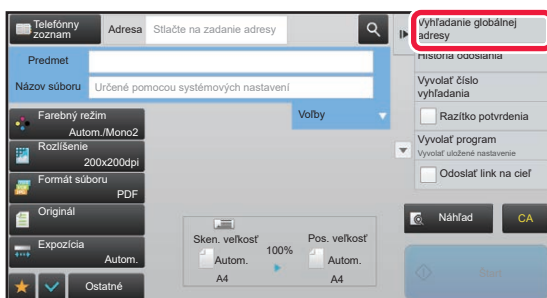 Telefónny
zoznam
Adresa
Stlačte na zadanie adresy
Predmet
Názov súboru
Určené pomocou systémových nastavení
Voľby
Farebný režim
Autom./Mono2
Rozlíšenie
200x200dpi
Formát súboru
PDF
Originál
Expozícia
Autom.
Ostatné
Sken. veľkosť
Autom.
A4
100%
Pos. veľkosť
Autom.
A4
Vyhľadanie globálnej
adresy
História odoslania
Vyvolať číslo
vyhľadania
Razítko potvrdenia
Vyvolať program
Vyvolať uložené nastavenie
Odoslať link na cieľ
Náhľad
CA
Štart